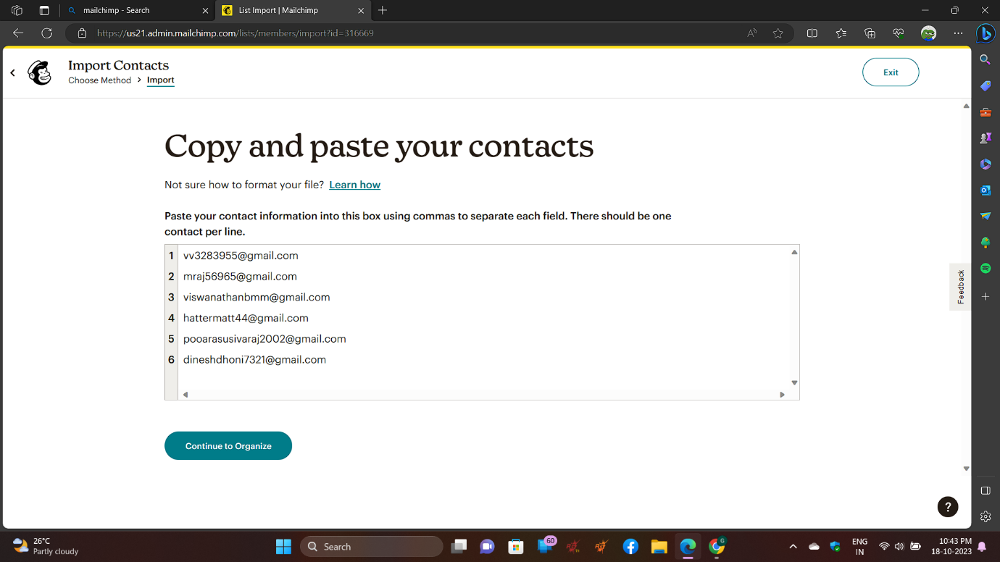 mailchimp - Search
List Import | Mailchimp
https://us21.admin.mailchimp.com/lists/members/import?id=316669
Import Contacts
Choose Method > Import
Exit
Copy and paste your contacts
Not sure how to format your file? Learn how
Paste your contact information into this box using commas to separate each field. There should be one
contact per line.
1 vv3283955@gmail.com
2 mraj56965@gmail.com
3 viswanathanbmm@gmail.com
4 hattermatt44@gmail.com
5 pooarasusivaraj2002@gmail.com
6 dineshdhoni7321@gmail.com
Feedback
Continue to Organize
?
26°C
Partly cloudy
Search
60
G
ENG
IN
10:43 PM
18-10-2023